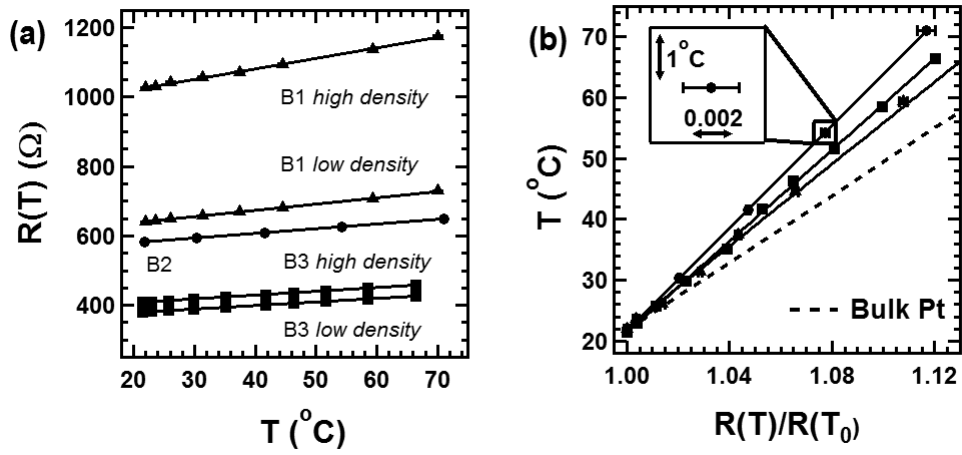 (a)
1200
1000
800
600
400
R(T) (Ω)
B1 high density
B1 low density
B2
B3 high density
B3 low density
20 30 40 50 60 70
T (°C)
(b)
70
60
50
40
30
20
T (°C)
1°C
0.002
Bulk Pt
1.00 1.04 1.08 1.12
R(T)/R(T₀)